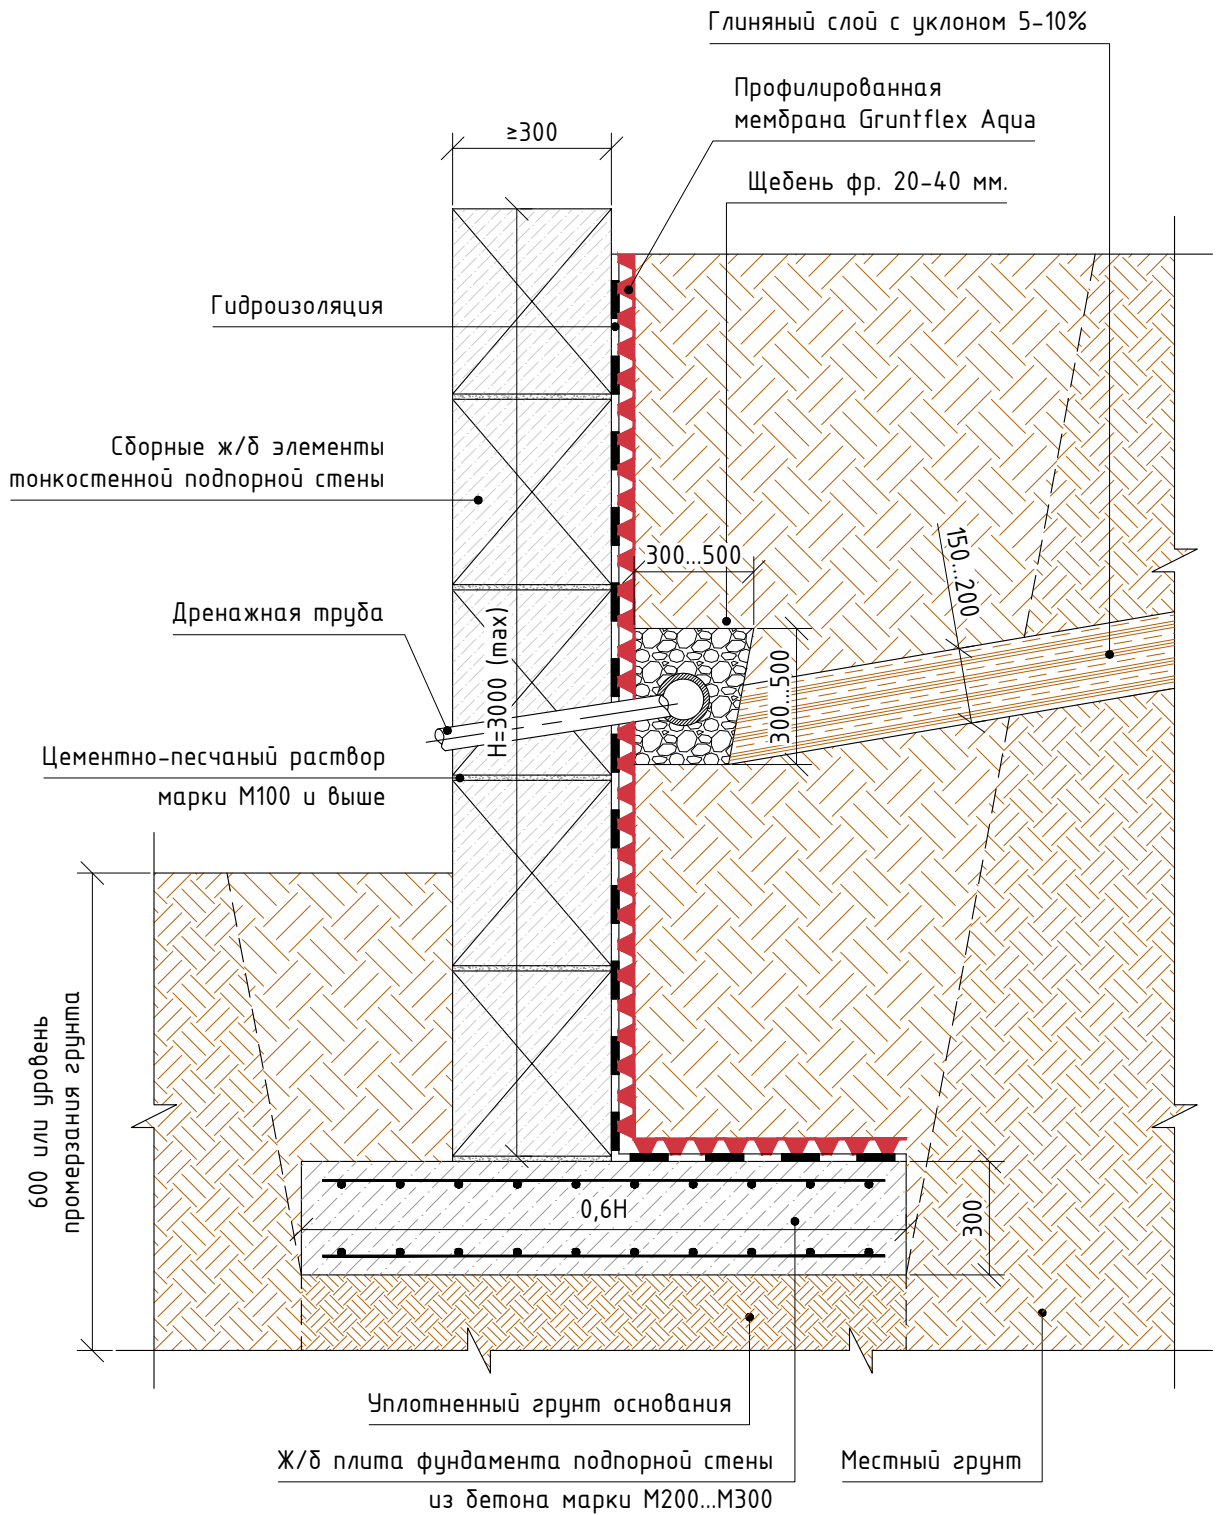 Глиняный слой с уклоном 5-10%
Профилированная
мембрана Gruntflex Aqua
≥300
Щебень фр. 20-40 мм.
Гидроизоляция
Сборные ж/б элементы
тонкостенной подпорной стены
300...500
150...200
Дренажная труба
H=3000 (max)
300...500
Цементно-песчаный раствор
марки М100 и выше
600 или уровень
промерзания грунта
0,6H
300
Уплотненный грунт основания
Ж/б плита фундамента подпорной стены
из бетона марки М200...М300
Местный грунт